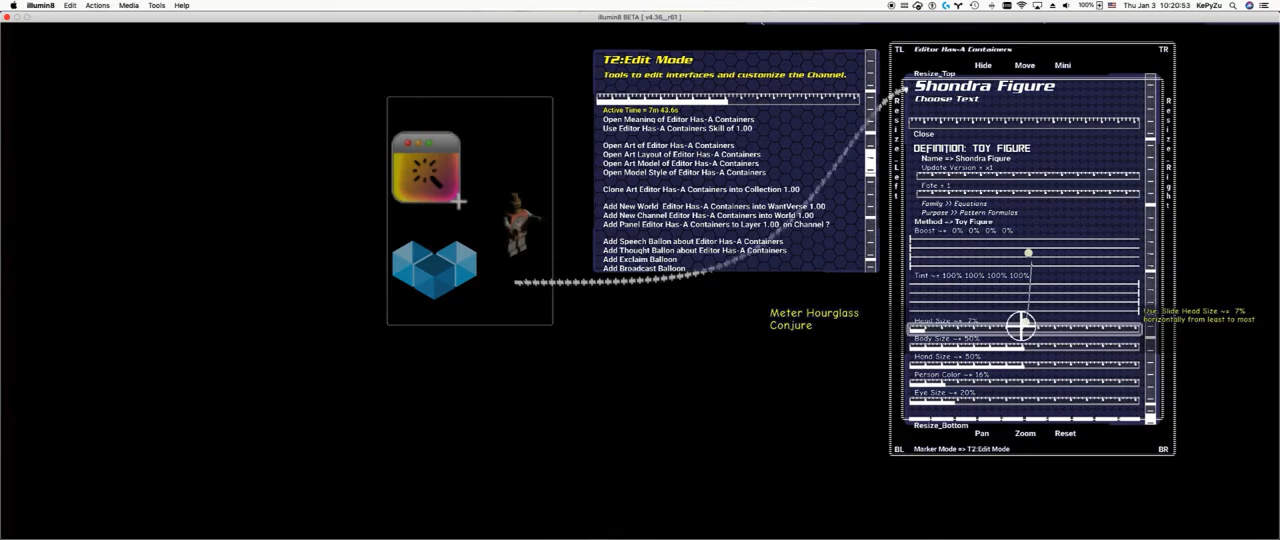 illumin8 Edit Actions Media Tools Help
100% Thu Jan 3 10:20:53 KePyZu
illumin8 BETA [ v4.36__r61 ]
T2:Edit Mode
Tools to edit interfaces and customize the Channel.
Active Time = 7m 43.6s
Open Meaning of Editor Has-A Containers
Use Editor Has-A Containers Skill of 1.00
Open Art of Editor Has-A Containers
Open Art Layout of Editor Has-A Containers
Open Art Model of Editor Has-A Containers
Open Model Style of Editor Has-A Containers
Clone Art Editor Has-A Containers into Collection 1.00
Add New World Editor Has-A Containers into WantVerse 1.00
Add New Channel Editor Has-A Containers into World 1.00
Add Panel Editor Has-A Containers to Layer 1.00 on Channel ?
Add Speech Ballon about Editor Has-A Containers
Add Thought Ballon about Editor Has-A Containers
Add Exclaim Balloon
Add Broadcast Balloon
Meter Hourglass
Conjure
TL Editor Has-A Containers TR
Hide Move Mini
Resize_Top
Resize_Left
Resize_Right
Shondra Figure
Choose Text
Close
DEFINITION: TOY FIGURE
Name => Shondra Figure
Update Version = x1
Fate = 1
Family >> Equations
Purpose >> Pattern Formulas
Method ~> Toy Figure
Boost ~= 0% 0% 0% 0%
Tint ~= 100% 100% 100% 100%
Head Size ~= 7%
Body Size ~= 50%
Hand Size ~= 50%
Person Color ~= 16%
Eye Size ~= 20%
Use: Slide Head Size ~= 7%
horizontally from least to most
Resize_Bottom
Pan Zoom Reset
BL Marker Mode => T2:Edit Mode BR